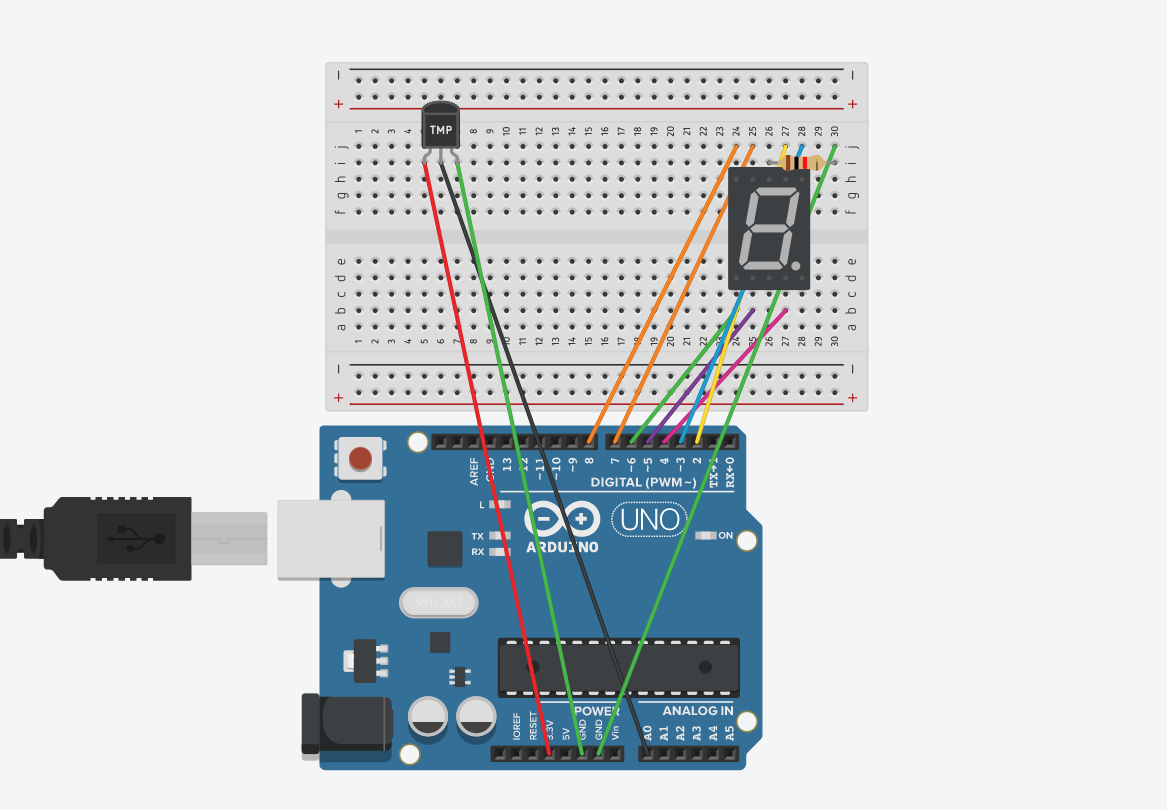 − −
+ +
1 2 3 4 8 9 10 11 12 13 14 15 16 17 18 19 20 21 22 23 24 25 26 27 28 29 30
TMP
j j
i i
h h
g g
f f
e e
d d
c c
b b
a a
1 2 3 4 5 6 7 8 9 10 11 12 13 14 15 16 17 18 19 20 21 22 23 24 25 26 27 28 29 30
− −
+ +
AREF GND 13 12 ~11 ~10 ~9 8 7 ~6 ~5 4 ~3 2 TX→1 RX←0
DIGITAL (PWM~)
L
TX
RX
ARDUINO
UNO
ON
SPK16.000G
POWER ANALOG IN
IOREF RESET 3.3V 5V GND GND Vin A0 A1 A2 A3 A4 A5